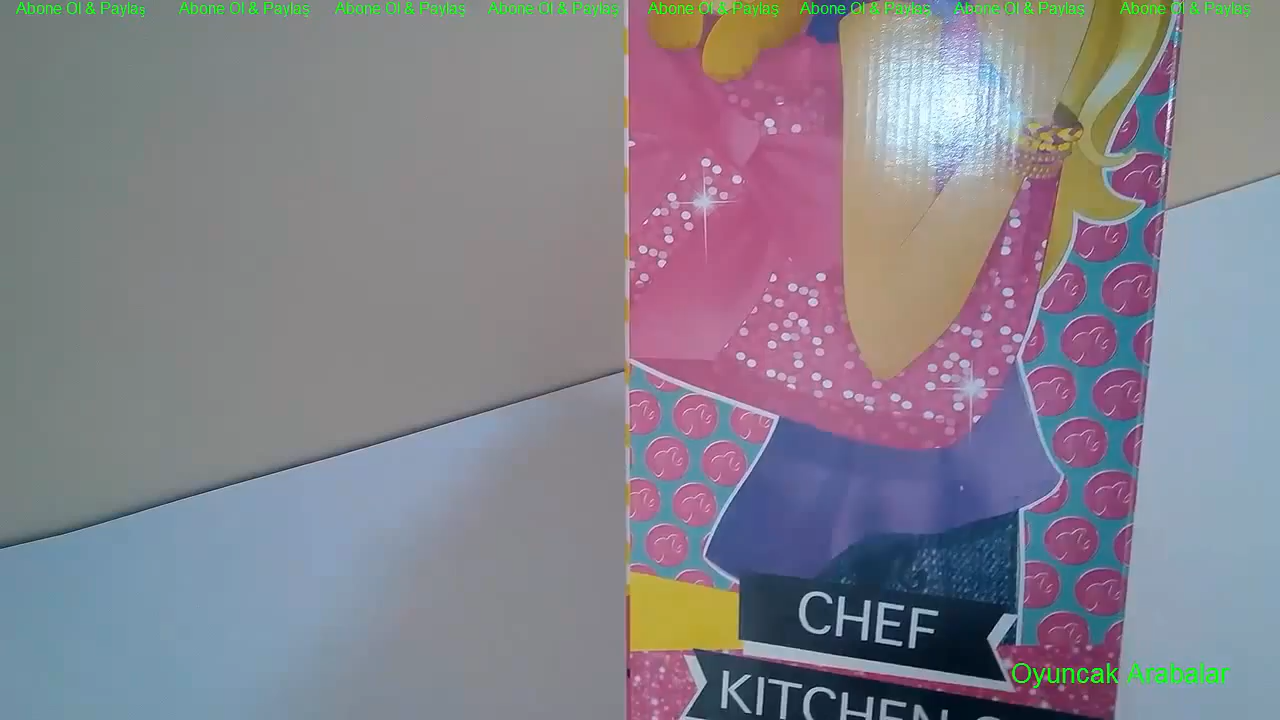 Abone Ol & Paylaş Abone Ol & Paylaş Abone Ol & Paylaş Abone Ol & Paylaş Abone Ol & Paylaş Abone Ol & Paylaş Abone Ol & Paylaş Abone Ol & Paylaş
CHEF
Oyuncak Arabalar
KITCHEN